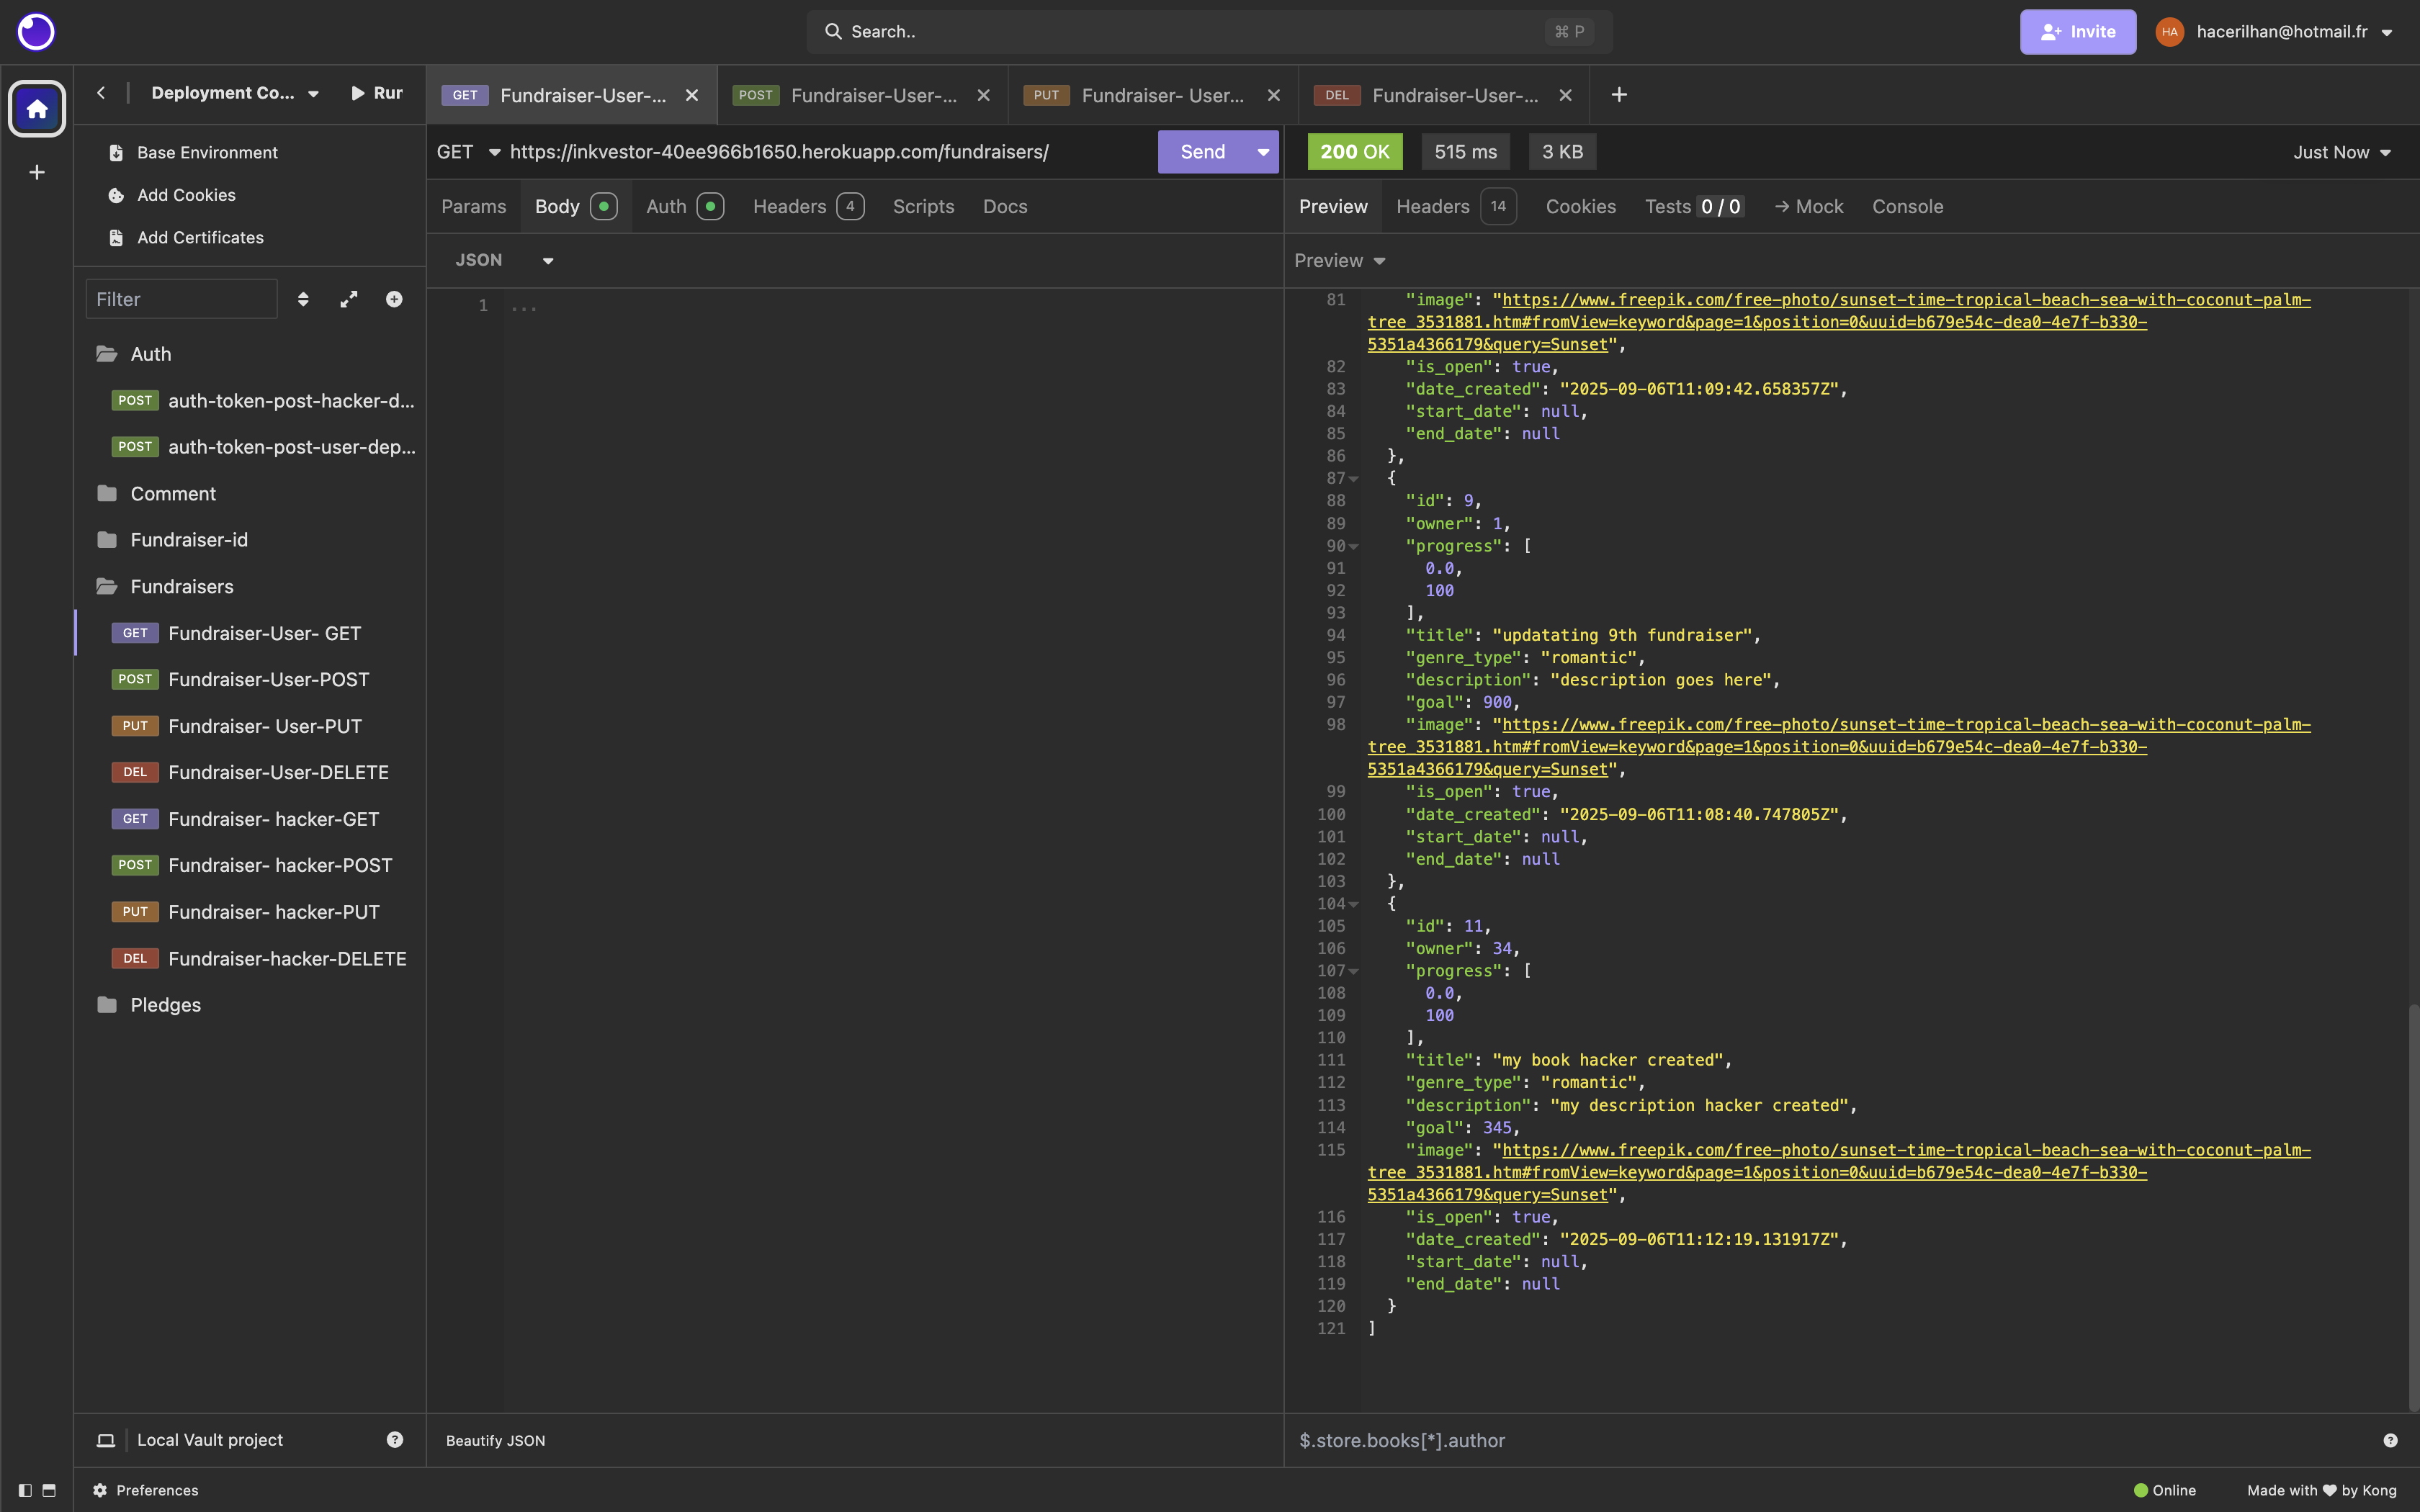 Search..
⌘ P
Invite
HA
hacerilhan@hotmail.fr
Deployment Co...
Rur
GET Fundraiser-User-...
POST Fundraiser-User-...
PUT Fundraiser- User...
DEL Fundraiser-User-...
Base Environment
Add Cookies
Add Certificates
Filter
Auth
POST auth-token-post-hacker-d...
POST auth-token-post-user-dep...
Comment
Fundraiser-id
Fundraisers
GET Fundraiser-User- GET
POST Fundraiser-User-POST
PUT Fundraiser- User-PUT
DEL Fundraiser-User-DELETE
GET Fundraiser- hacker-GET
POST Fundraiser- hacker-POST
PUT Fundraiser- hacker-PUT
DEL Fundraiser-hacker-DELETE
Pledges
Local Vault project
GET https://inkvestor-40ee966b1650.herokuapp.com/fundraisers/
Send
Params Body Auth Headers 4 Scripts Docs
JSON
1 ...
Beautify JSON
200 OK 515 ms 3 KB
Just Now
Preview Headers 14 Cookies Tests 0 / 0 → Mock Console
Preview
81 "image": "https://www.freepik.com/free-photo/sunset-time-tropical-beach-sea-with-coconut-palm-
tree_3531881.htm#fromView=keyword&page=1&position=0&uuid=b679e54c-dea0-4e7f-b330-
5351a4366179&query=Sunset",
82 "is_open": true,
83 "date_created": "2025-09-06T11:09:42.658357Z",
84 "start_date": null,
85 "end_date": null
86 },
87 {
88 "id": 9,
89 "owner": 1,
90 "progress": [
91 0.0,
92 100
93 ],
94 "title": "updatating 9th fundraiser",
95 "genre_type": "romantic",
96 "description": "description goes here",
97 "goal": 900,
98 "image": "https://www.freepik.com/free-photo/sunset-time-tropical-beach-sea-with-coconut-palm-
tree_3531881.htm#fromView=keyword&page=1&position=0&uuid=b679e54c-dea0-4e7f-b330-
5351a4366179&query=Sunset",
99 "is_open": true,
100 "date_created": "2025-09-06T11:08:40.747805Z",
101 "start_date": null,
102 "end_date": null
103 },
104 {
105 "id": 11,
106 "owner": 34,
107 "progress": [
108 0.0,
109 100
110 ],
111 "title": "my book hacker created",
112 "genre_type": "romantic",
113 "description": "my description hacker created",
114 "goal": 345,
115 "image": "https://www.freepik.com/free-photo/sunset-time-tropical-beach-sea-with-coconut-palm-
tree_3531881.htm#fromView=keyword&page=1&position=0&uuid=b679e54c-dea0-4e7f-b330-
5351a4366179&query=Sunset",
116 "is_open": true,
117 "date_created": "2025-09-06T11:12:19.131917Z",
118 "start_date": null,
119 "end_date": null
120 }
121 ]
$.store.books[*].author
Preferences
Online
Made with ♥ by Kong